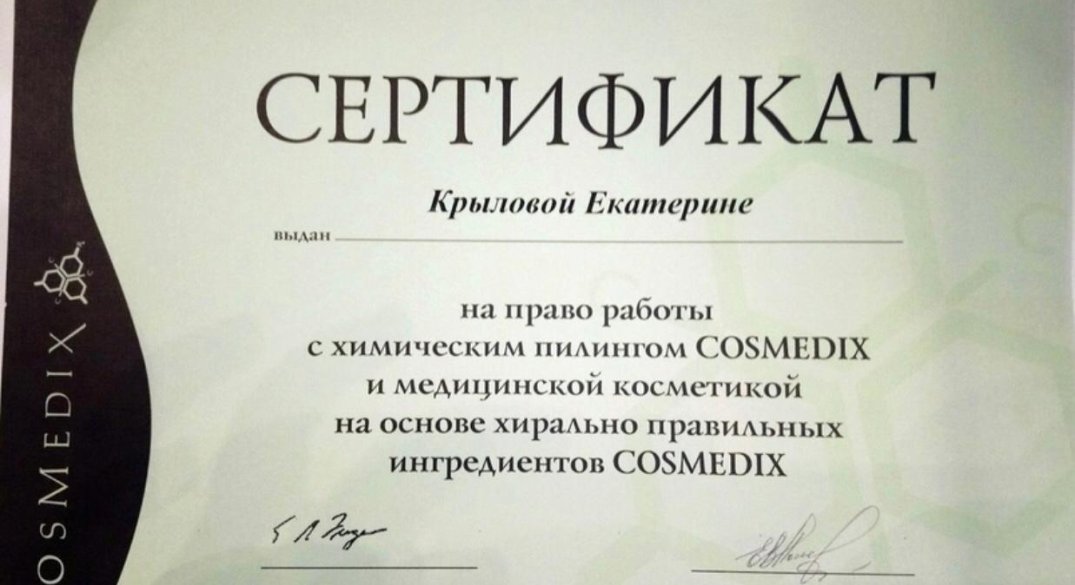 СЕРТИФИКАТ
Крыловой Екатерине
выдан
на право работы
с химическим пилингом COSMEDIX
и медицинской косметикой
на основе хирально правильных
ингредиентов COSMEDIX
OSMEDIX